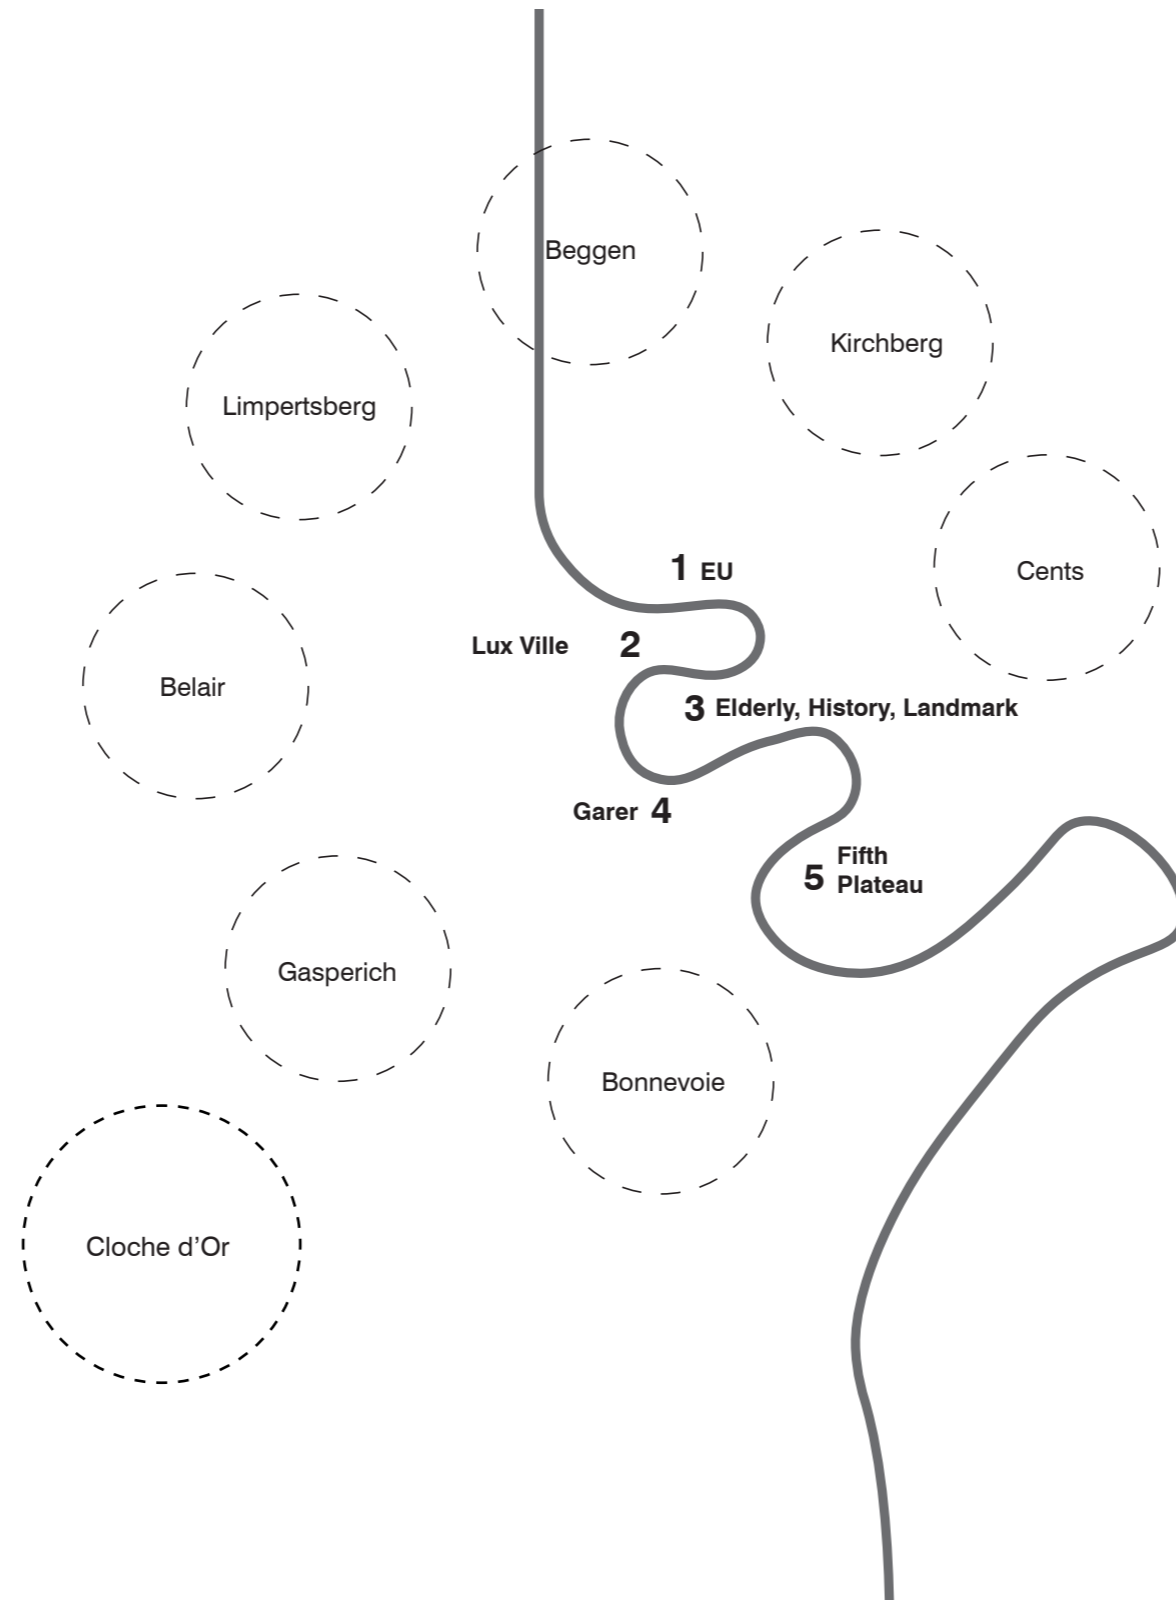 Beggen
Kirchberg
Limpertsberg
1 EU
Cents
Lux Ville 2
Belair
3 Elderly, History, Landmark
Garer 4
5 Fifth
Plateau
Gasperich
Bonnevoie
Cloche d’Or